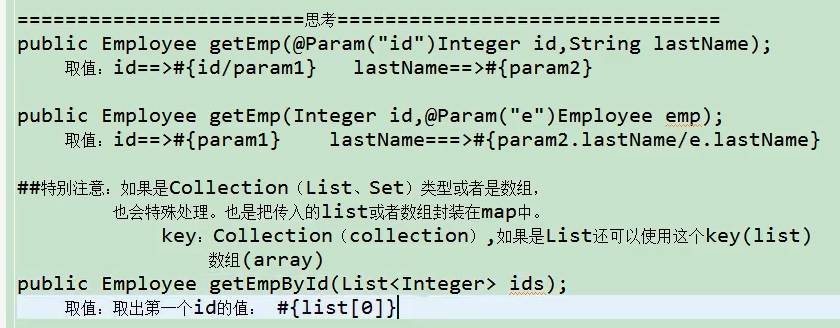 ========================思考================================
public Employee getEmp(@Param("id")Integer id,String lastName);
取值：id==>#{id/param1}   lastName==>#{param2}
public Employee getEmp(Integer id,@Param("e")Employee emp);
取值：id==>#{param1}    lastName===>#{param2.lastName/e.lastName}
##特别注意：如果是Collection（List、Set）类型或者是数组，
也会特殊处理。也是把传入的list或者数组封装在map中。
key：Collection（collection）,如果是List还可以使用这个key(list)
数组(array)
public Employee getEmpById(List<Integer> ids);
取值：取出第一个id的值： #{list[0]}